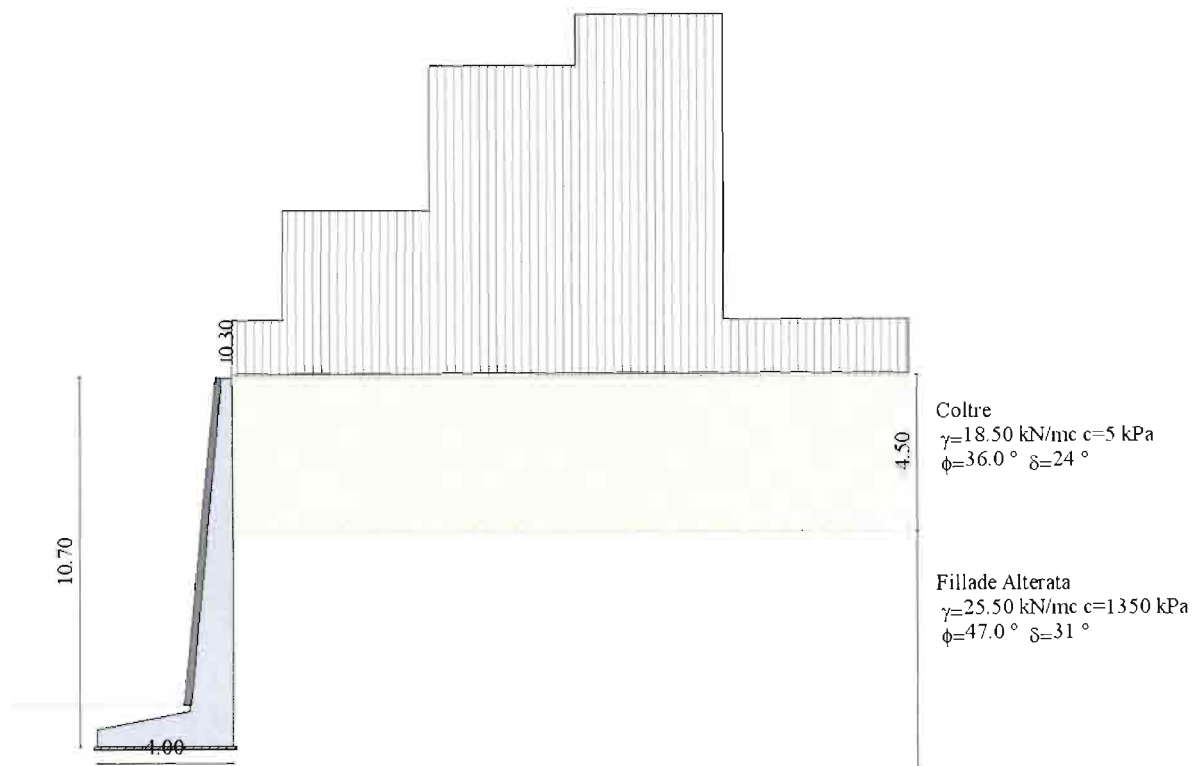 10.30
Coltre
γ=18.50 kN/mc c=5 kPa
ϕ=36.0 ° δ=24 °
4.50
10.70
Fillade Alterata
γ=25.50 kN/mc c=1350 kPa
ϕ=47.0 ° δ=31 °
4.00